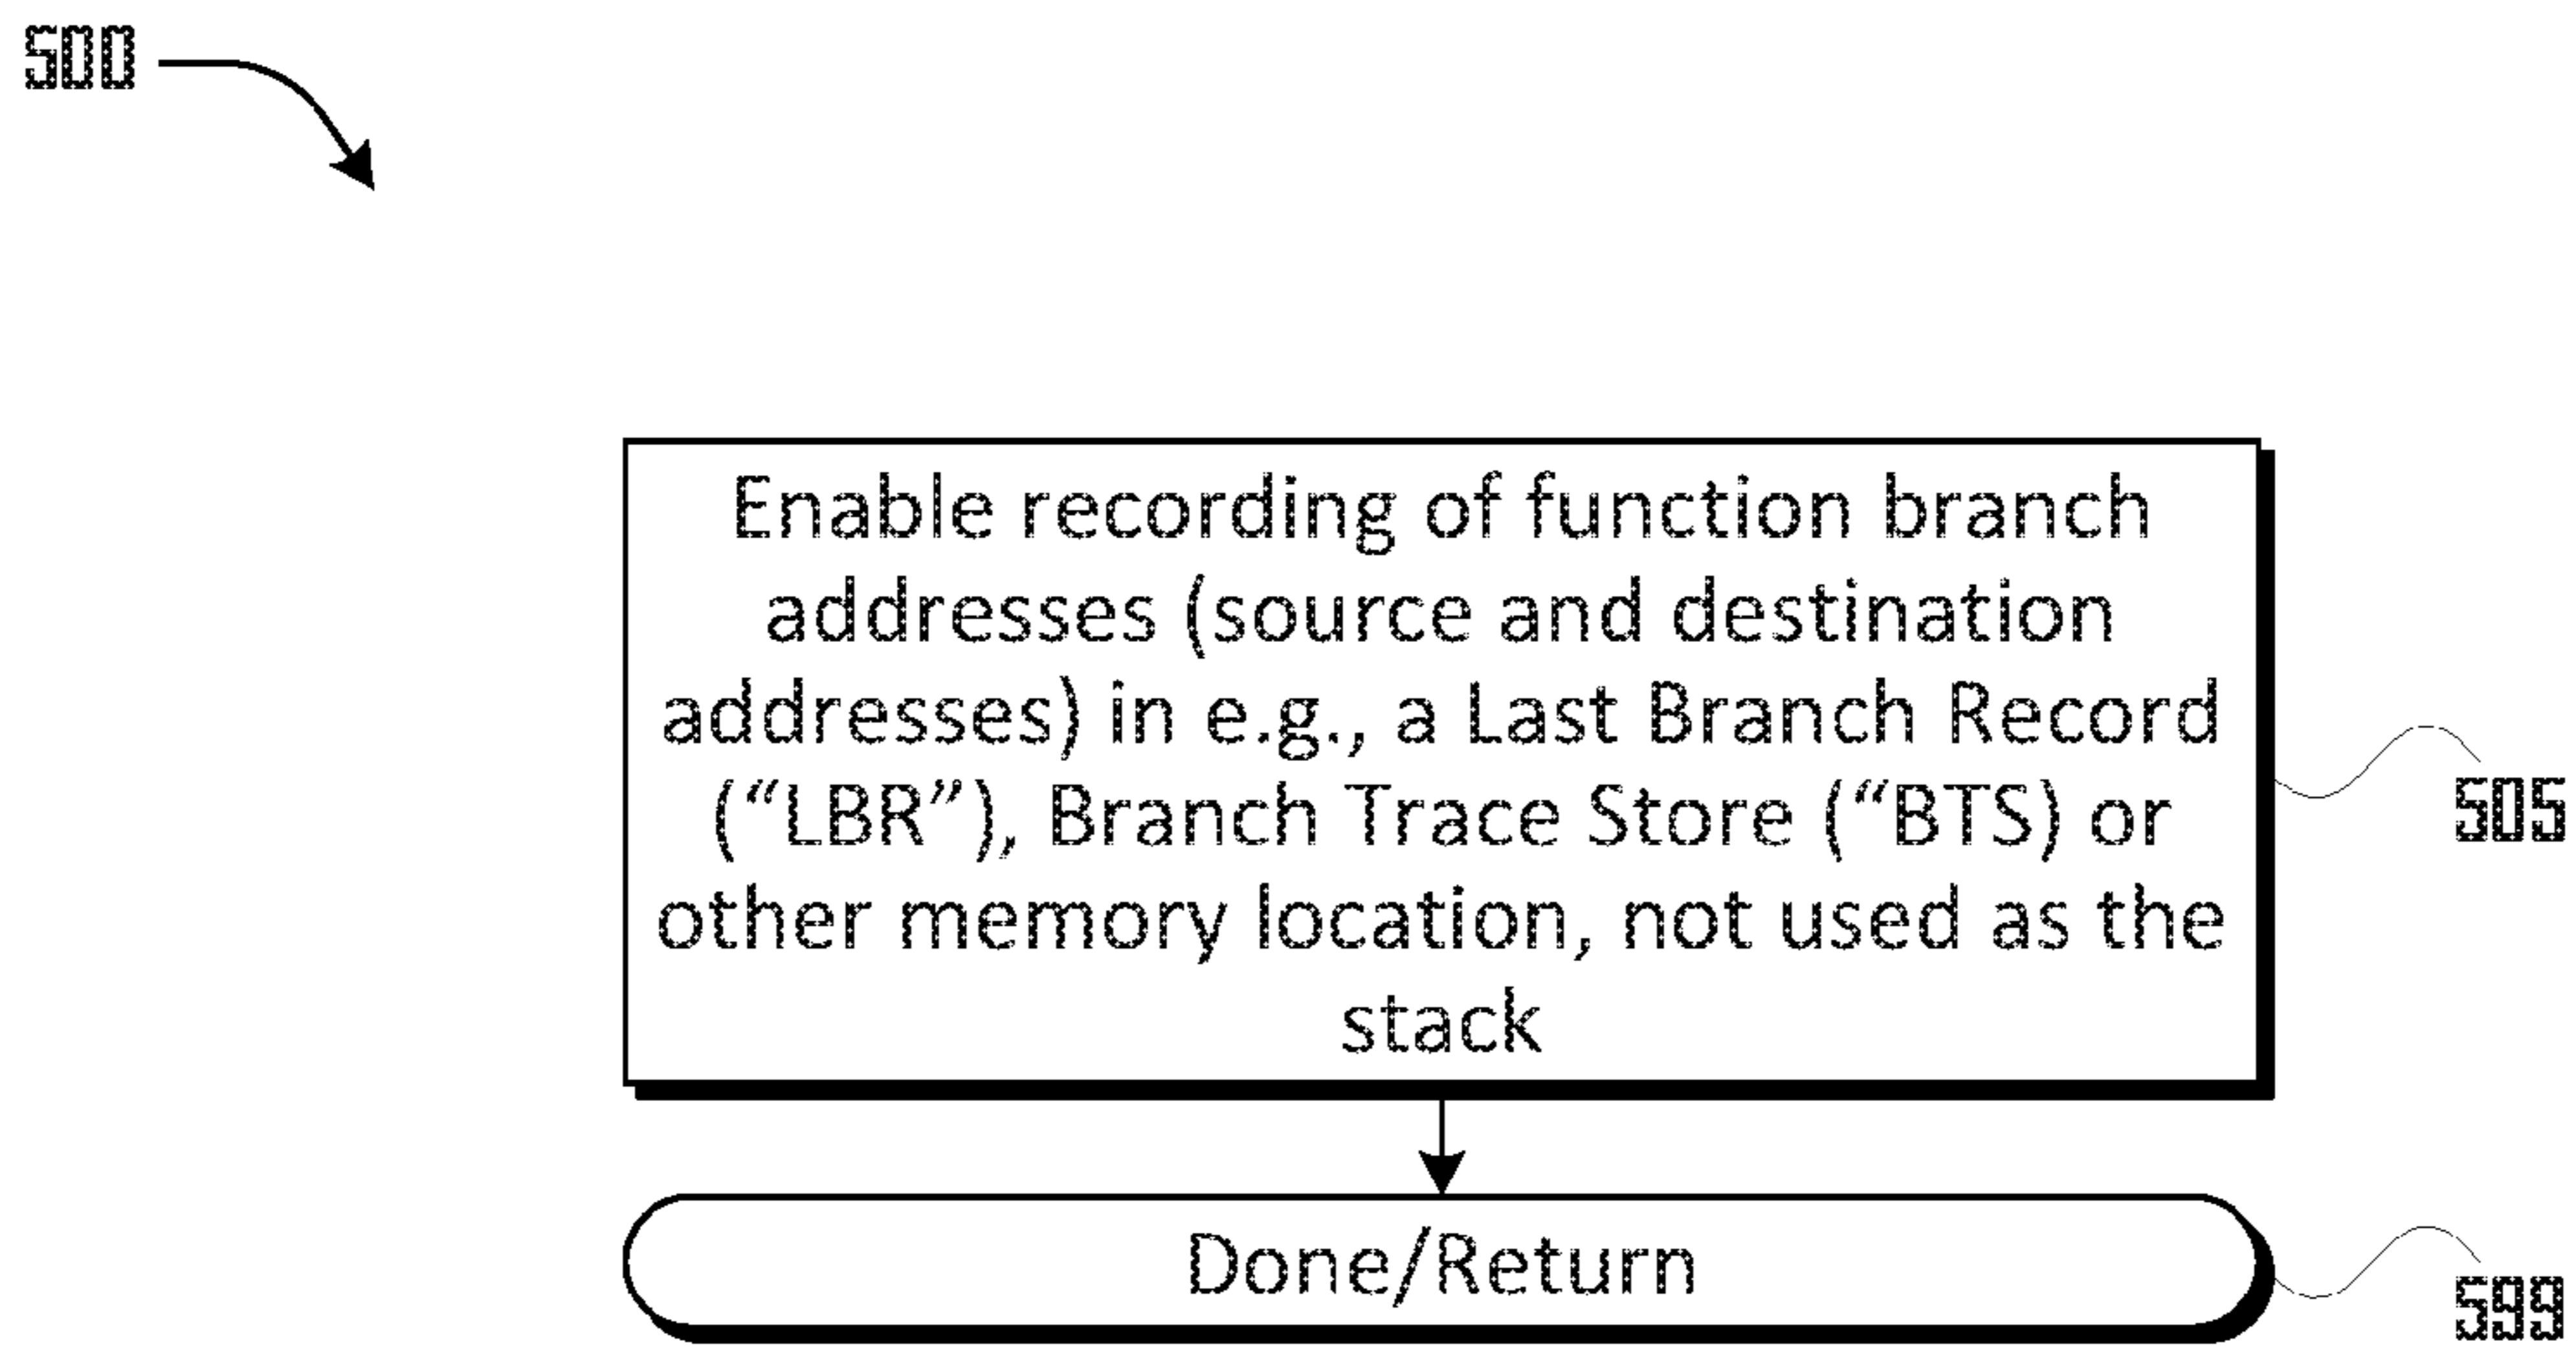 500
Enable recording of function branch
addresses (source and destination
addresses) in e.g., a Last Branch Record
(“LBR”), Branch Trace Store (“BTS) or
other memory location, not used as the
stack
505
Done/Return
599